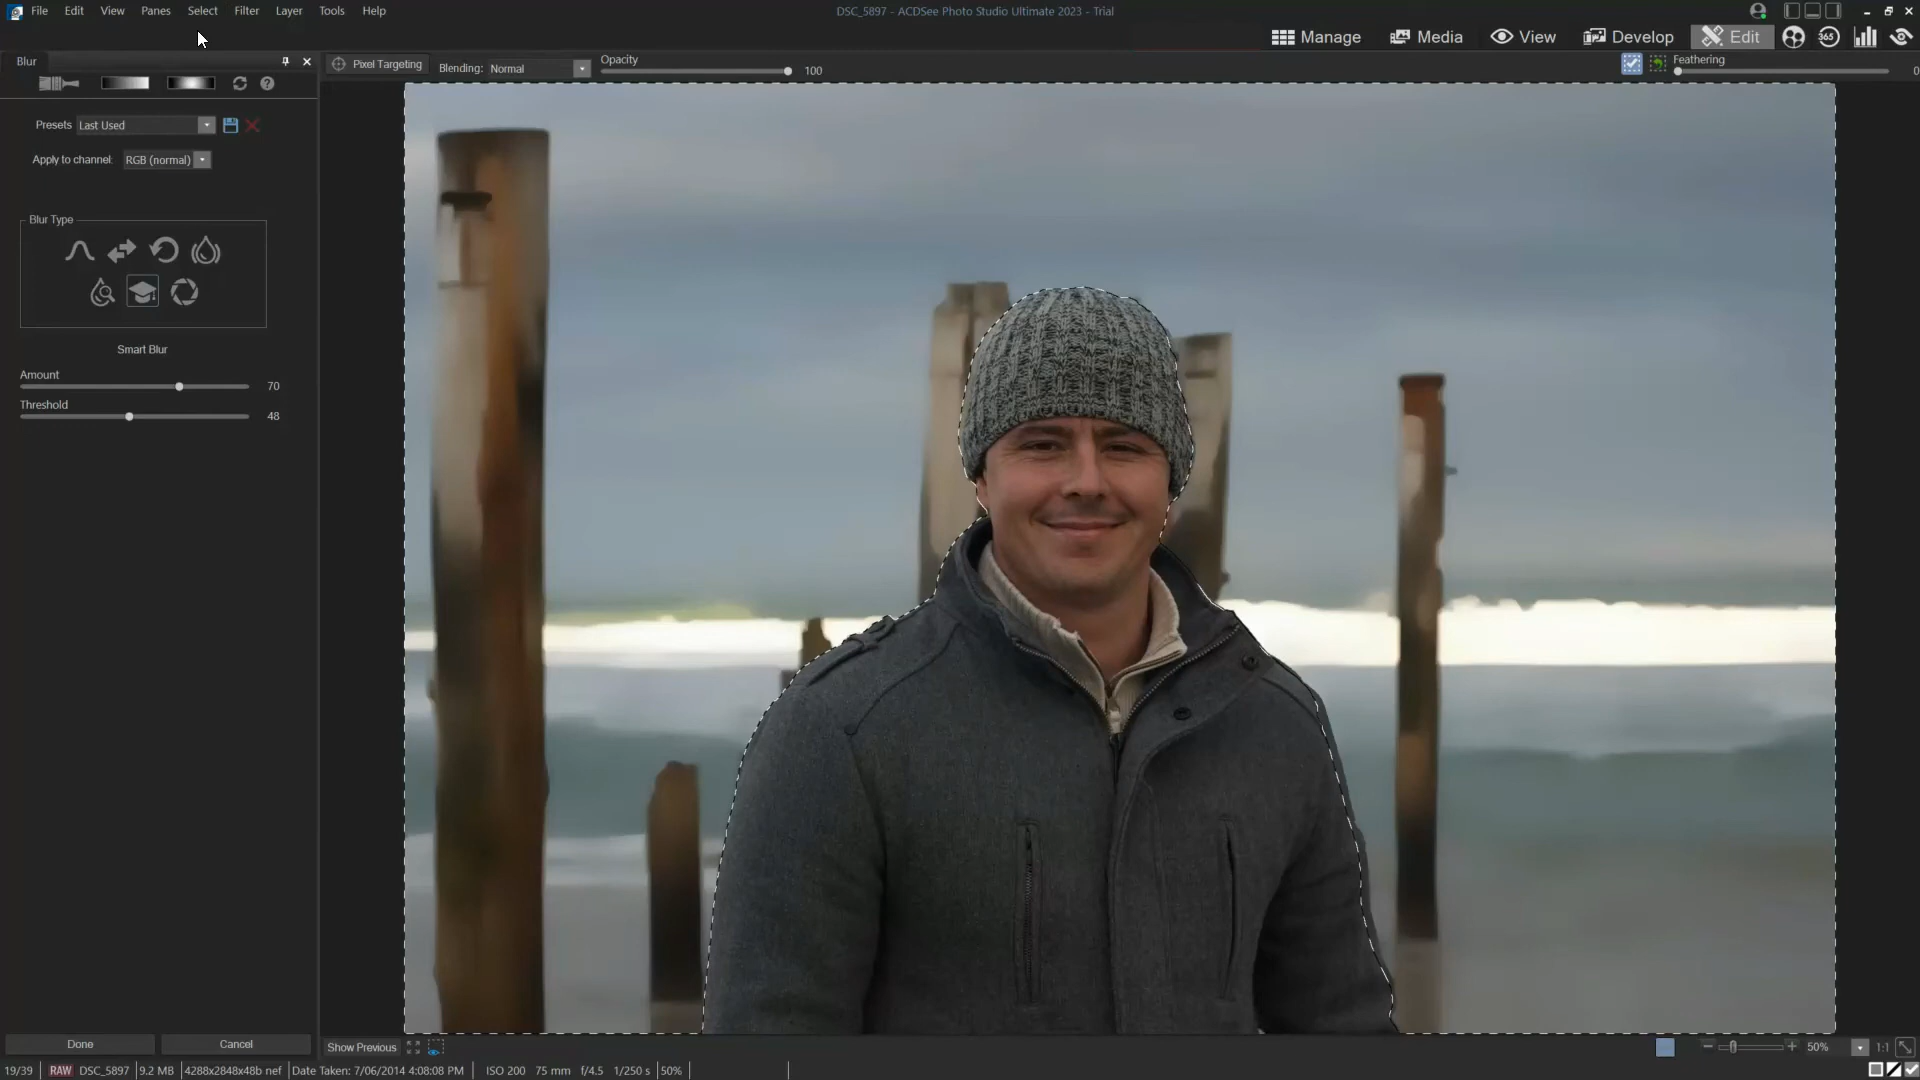 File Edit View Panes Select Filter Layer Tools Help
DSC_5897 - ACDSee Photo Studio Ultimate 2023 - Trial
Manage Media View Develop Edit 365
Blur
Pixel Targeting Blending: Normal Opacity 100 Feathering 0
Presets Last Used
Apply to channel: RGB (normal)
Blur Type
Smart Blur
Amount 70
Threshold 48
Done Cancel Show Previous 50% 1:1
19/39 RAW DSC_5897 9.2 MB 4288x2848x48b nef Date Taken: 7/06/2014 4:08:08 PM ISO 200 75 mm f/4.5 1/250 s 50%